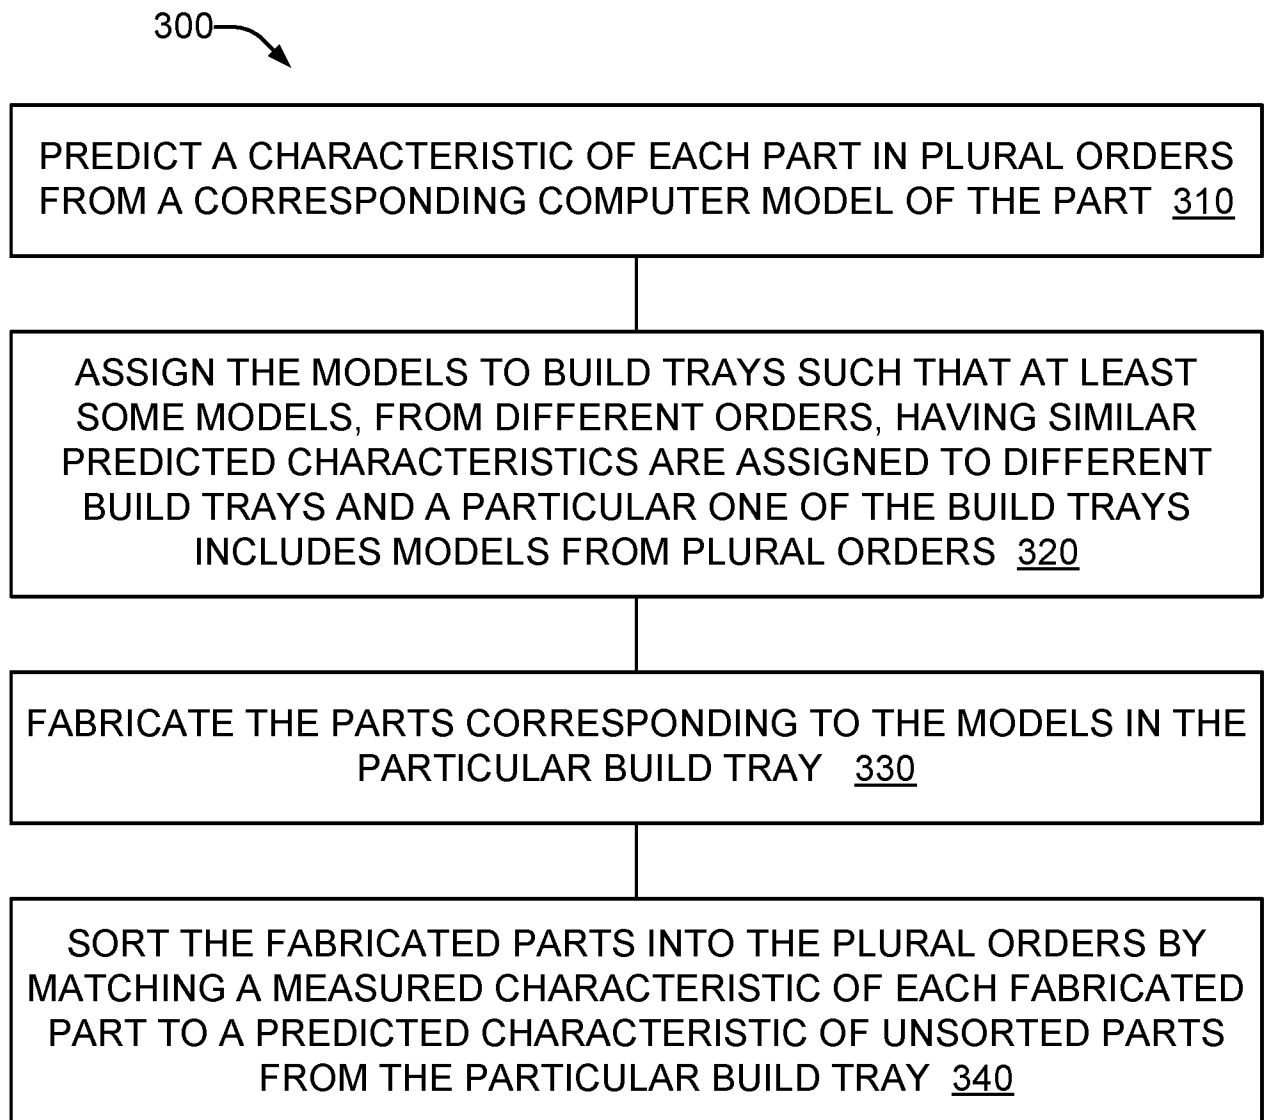 300
PREDICT A CHARACTERISTIC OF EACH PART IN PLURAL ORDERS
FROM A CORRESPONDING COMPUTER MODEL OF THE PART 310
ASSIGN THE MODELS TO BUILD TRAYS SUCH THAT AT LEAST
SOME MODELS, FROM DIFFERENT ORDERS, HAVING SIMILAR
PREDICTED CHARACTERISTICS ARE ASSIGNED TO DIFFERENT
BUILD TRAYS AND A PARTICULAR ONE OF THE BUILD TRAYS
INCLUDES MODELS FROM PLURAL ORDERS 320
FABRICATE THE PARTS CORRESPONDING TO THE MODELS IN THE
PARTICULAR BUILD TRAY 330
SORT THE FABRICATED PARTS INTO THE PLURAL ORDERS BY
MATCHING A MEASURED CHARACTERISTIC OF EACH FABRICATED
PART TO A PREDICTED CHARACTERISTIC OF UNSORTED PARTS
FROM THE PARTICULAR BUILD TRAY 340